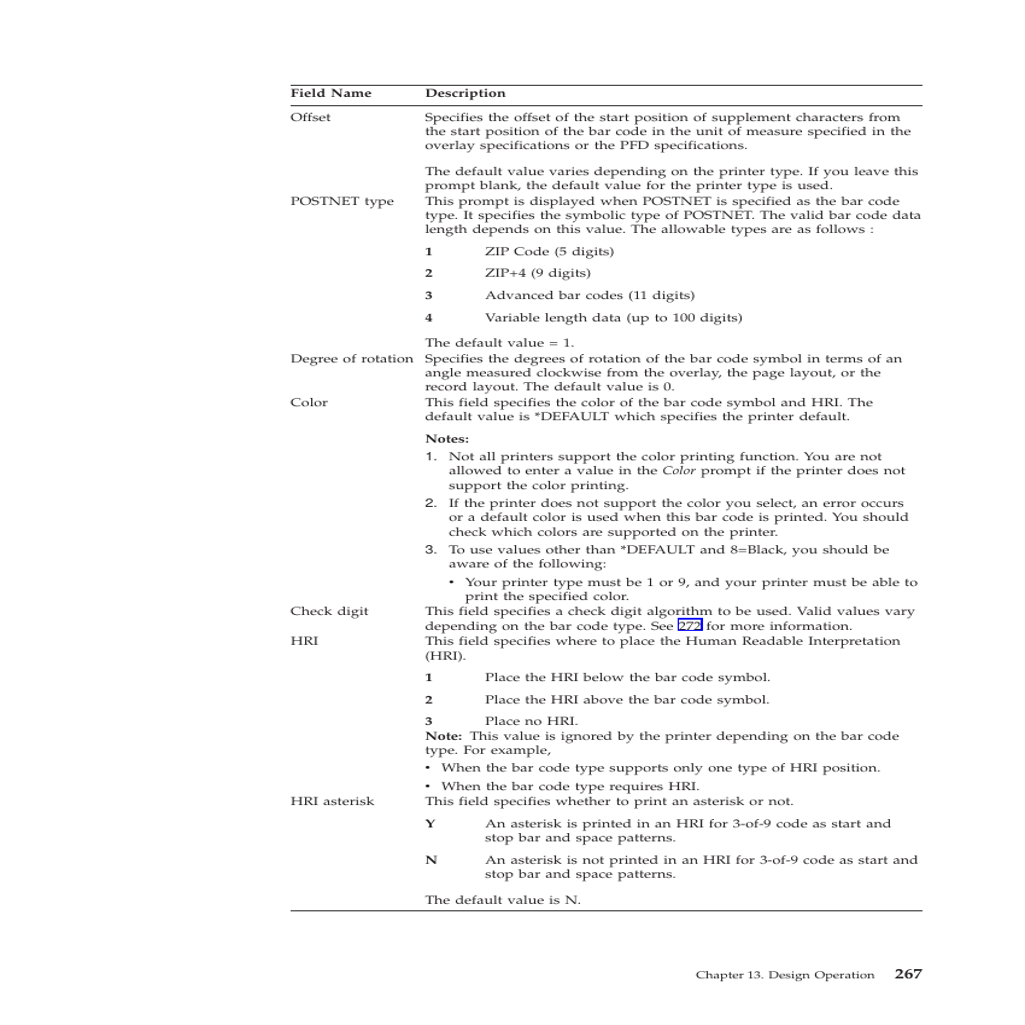 Field Name Description
Offset Specifies the offset of the start position of supplement characters from
the start position of the bar code in the unit of measure specified in the
overlay specifications or the PFD specifications.
The default value varies depending on the printer type. If you leave this
prompt blank, the default value for the printer type is used.
POSTNET type This prompt is displayed when POSTNET is specified as the bar code
type. It specifies the symbolic type of POSTNET. The valid bar code data
length depends on this value. The allowable types are as follows :
1 ZIP Code (5 digits)
2 ZIP+4 (9 digits)
3 Advanced bar codes (11 digits)
4 Variable length data (up to 100 digits)
The default value = 1.
Degree of rotation Specifies the degrees of rotation of the bar code symbol in terms of an
angle measured clockwise from the overlay, the page layout, or the
record layout. The default value is 0.
Color This field specifies the color of the bar code symbol and HRI. The
default value is *DEFAULT which specifies the printer default.
Notes:
1. Not all printers support the color printing function. You are not
allowed to enter a value in the Color prompt if the printer does not
support the color printing.
2. If the printer does not support the color you select, an error occurs
or a default color is used when this bar code is printed. You should
check which colors are supported on the printer.
3. To use values other than *DEFAULT and 8=Black, you should be
aware of the following:
• Your printer type must be 1 or 9, and your printer must be able to
print the specified color.
Check digit This field specifies a check digit algorithm to be used. Valid values vary
depending on the bar code type. See 272 for more information.
HRI This field specifies where to place the Human Readable Interpretation
(HRI).
1 Place the HRI below the bar code symbol.
2 Place the HRI above the bar code symbol.
3 Place no HRI.
Note: This value is ignored by the printer depending on the bar code
type. For example,
• When the bar code type supports only one type of HRI position.
• When the bar code type requires HRI.
HRI asterisk This field specifies whether to print an asterisk or not.
Y An asterisk is printed in an HRI for 3-of-9 code as start and
stop bar and space patterns.
N An asterisk is not printed in an HRI for 3-of-9 code as start and
stop bar and space patterns.
The default value is N.
Chapter 13. Design Operation 267